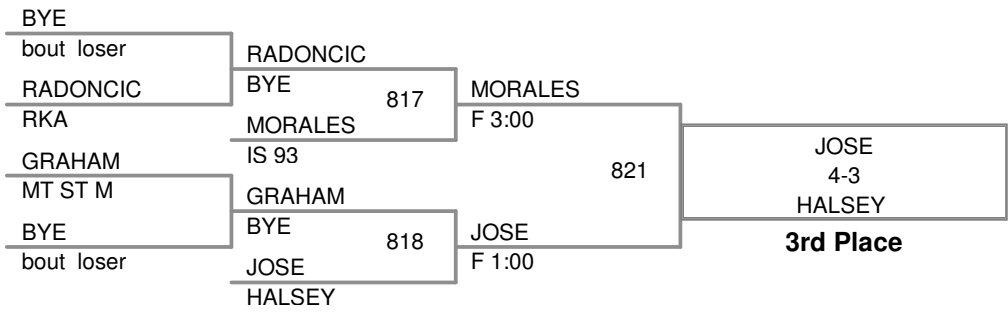 BYE
bout loser
RADONCIC
RKA
GRAHAM
MT ST M
BYE
bout loser
RADONCIC
BYE
817
MORALES
IS 93
GRAHAM
BYE
818
JOSE
HALSEY
MORALES
F 3:00
821
JOSE
F 1:00
JOSE
4-3
HALSEY
3rd Place